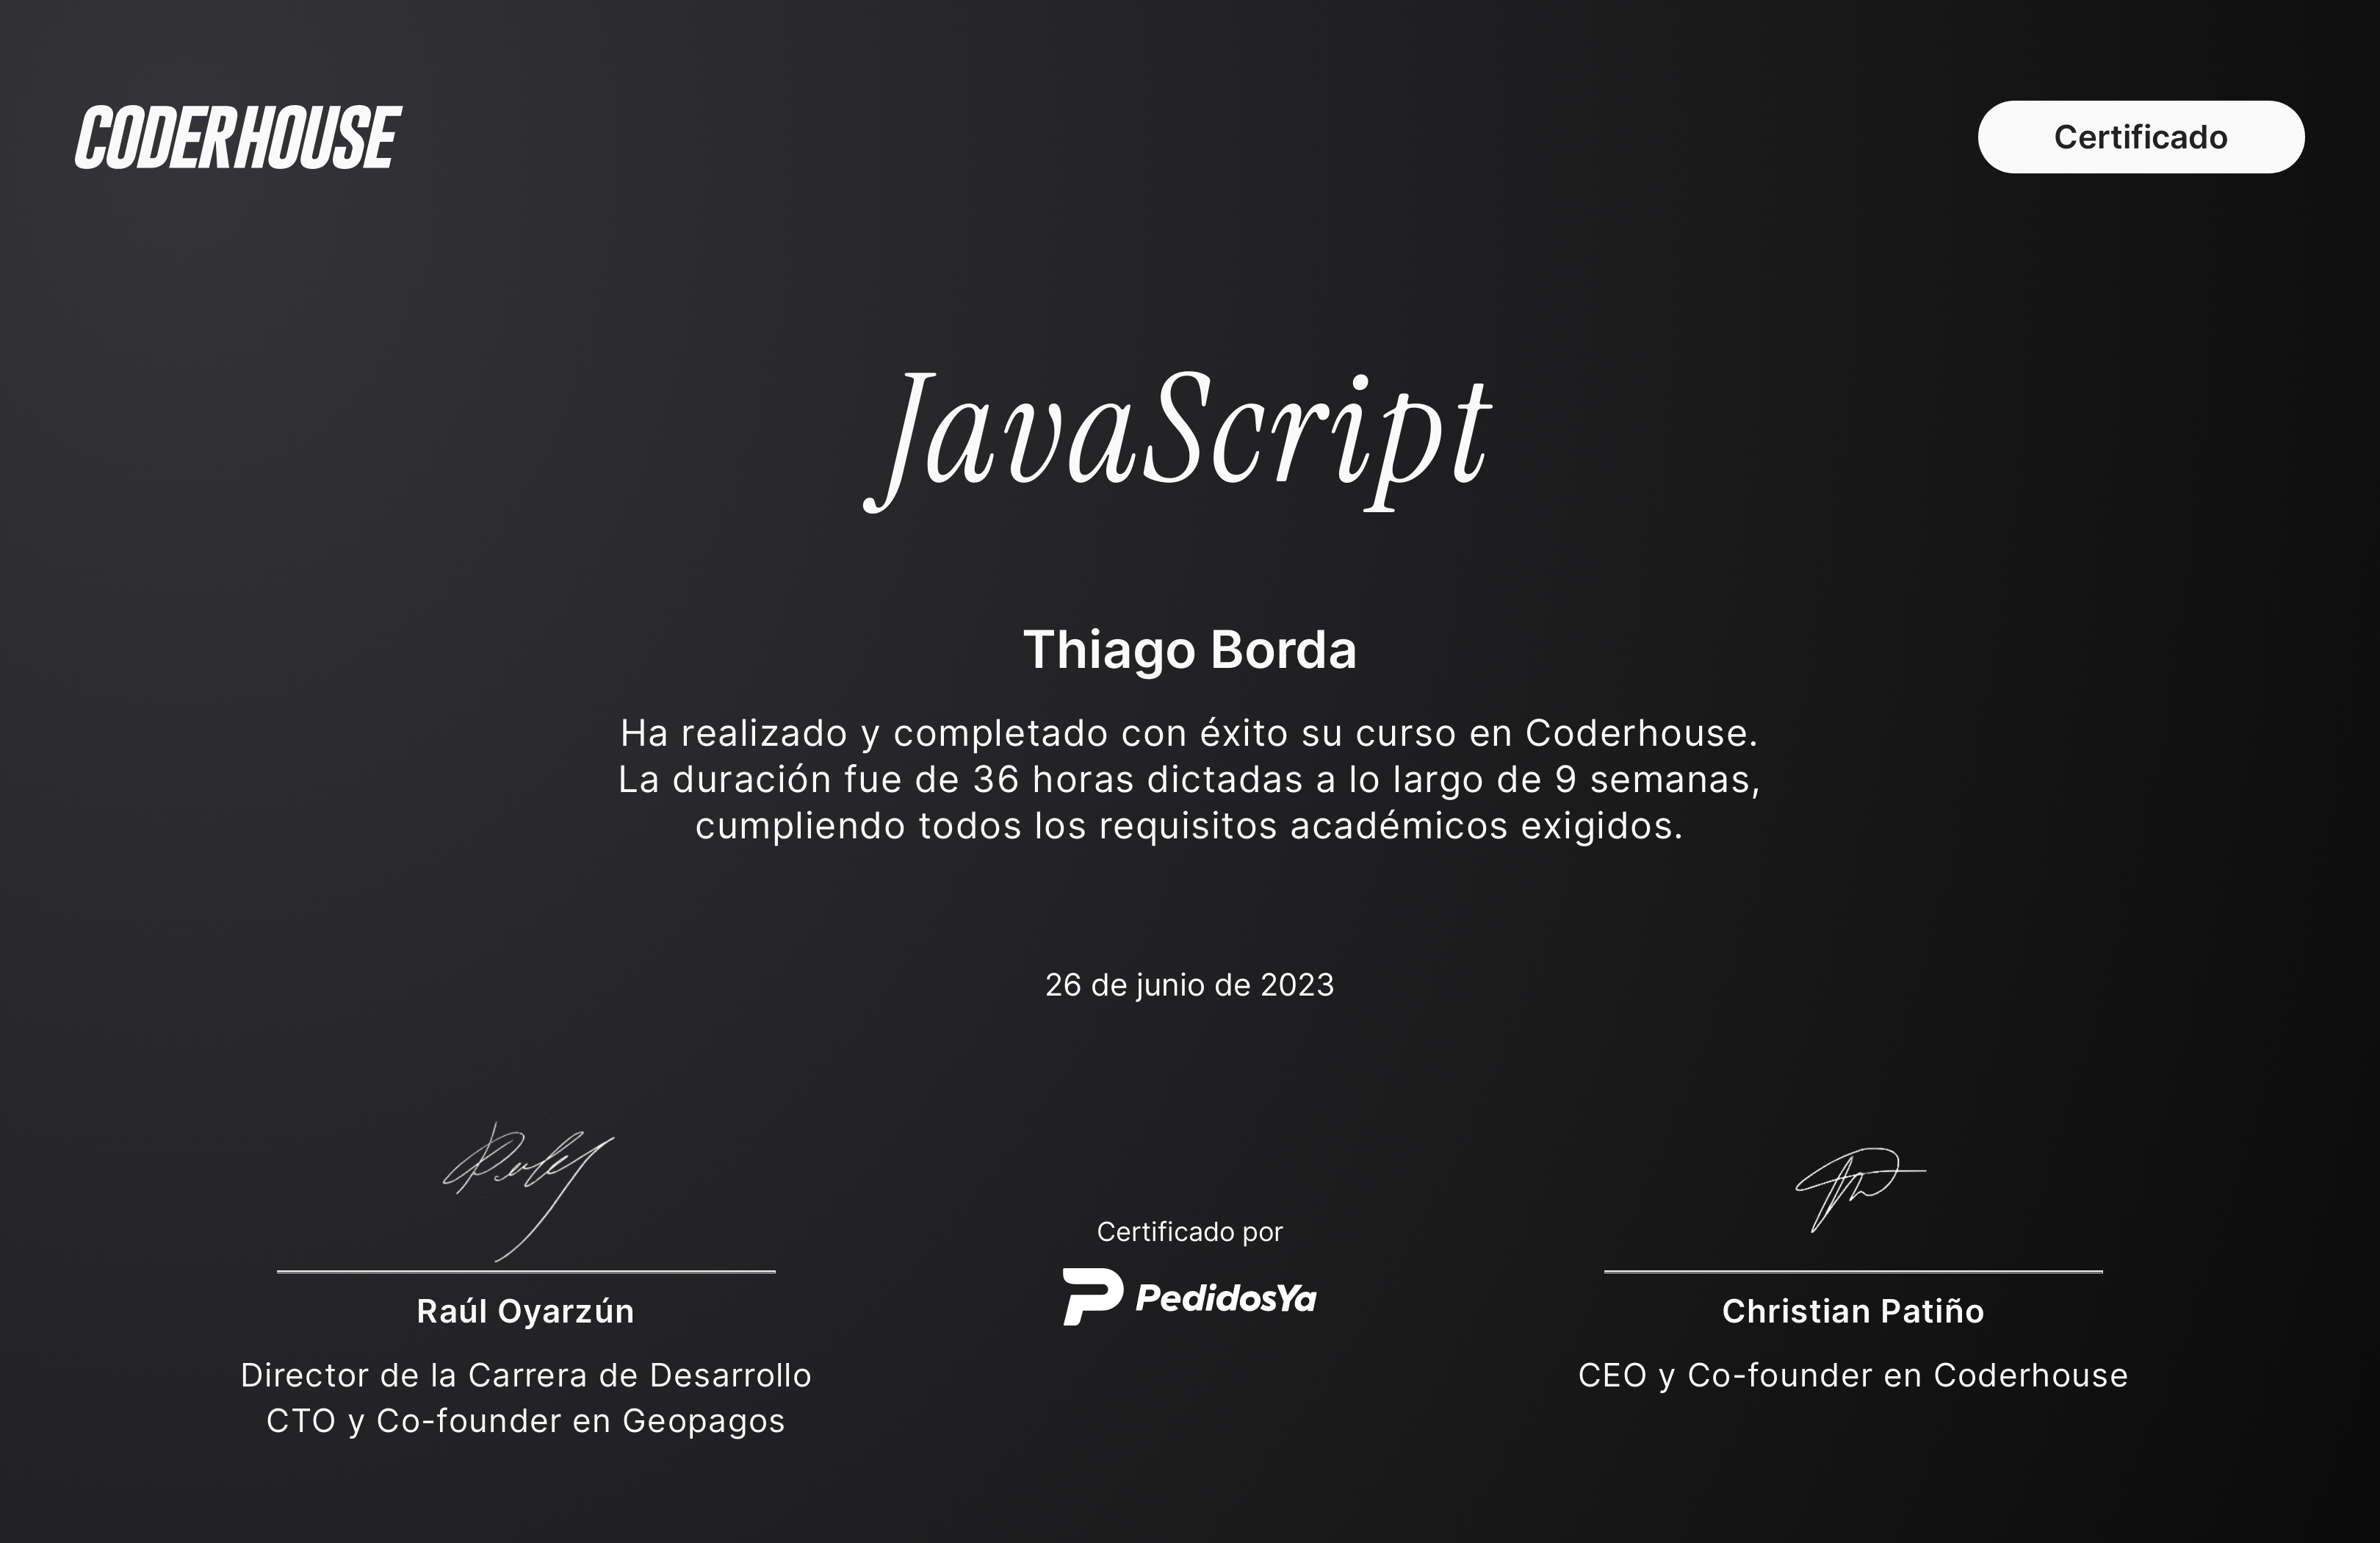 CODERHOUSE
Certificado
JavaScript
Thiago Borda
Ha realizado y completado con éxito su curso en Coderhouse.
La duración fue de 36 horas dictadas a lo largo de 9 semanas,
cumpliendo todos los requisitos académicos exigidos.
26 de junio de 2023
Raúl Oyarzún
Director de la Carrera de Desarrollo
CTO y Co-founder en Geopagos
Certificado por
PedidosYa
Christian Patiño
CEO y Co-founder en Coderhouse